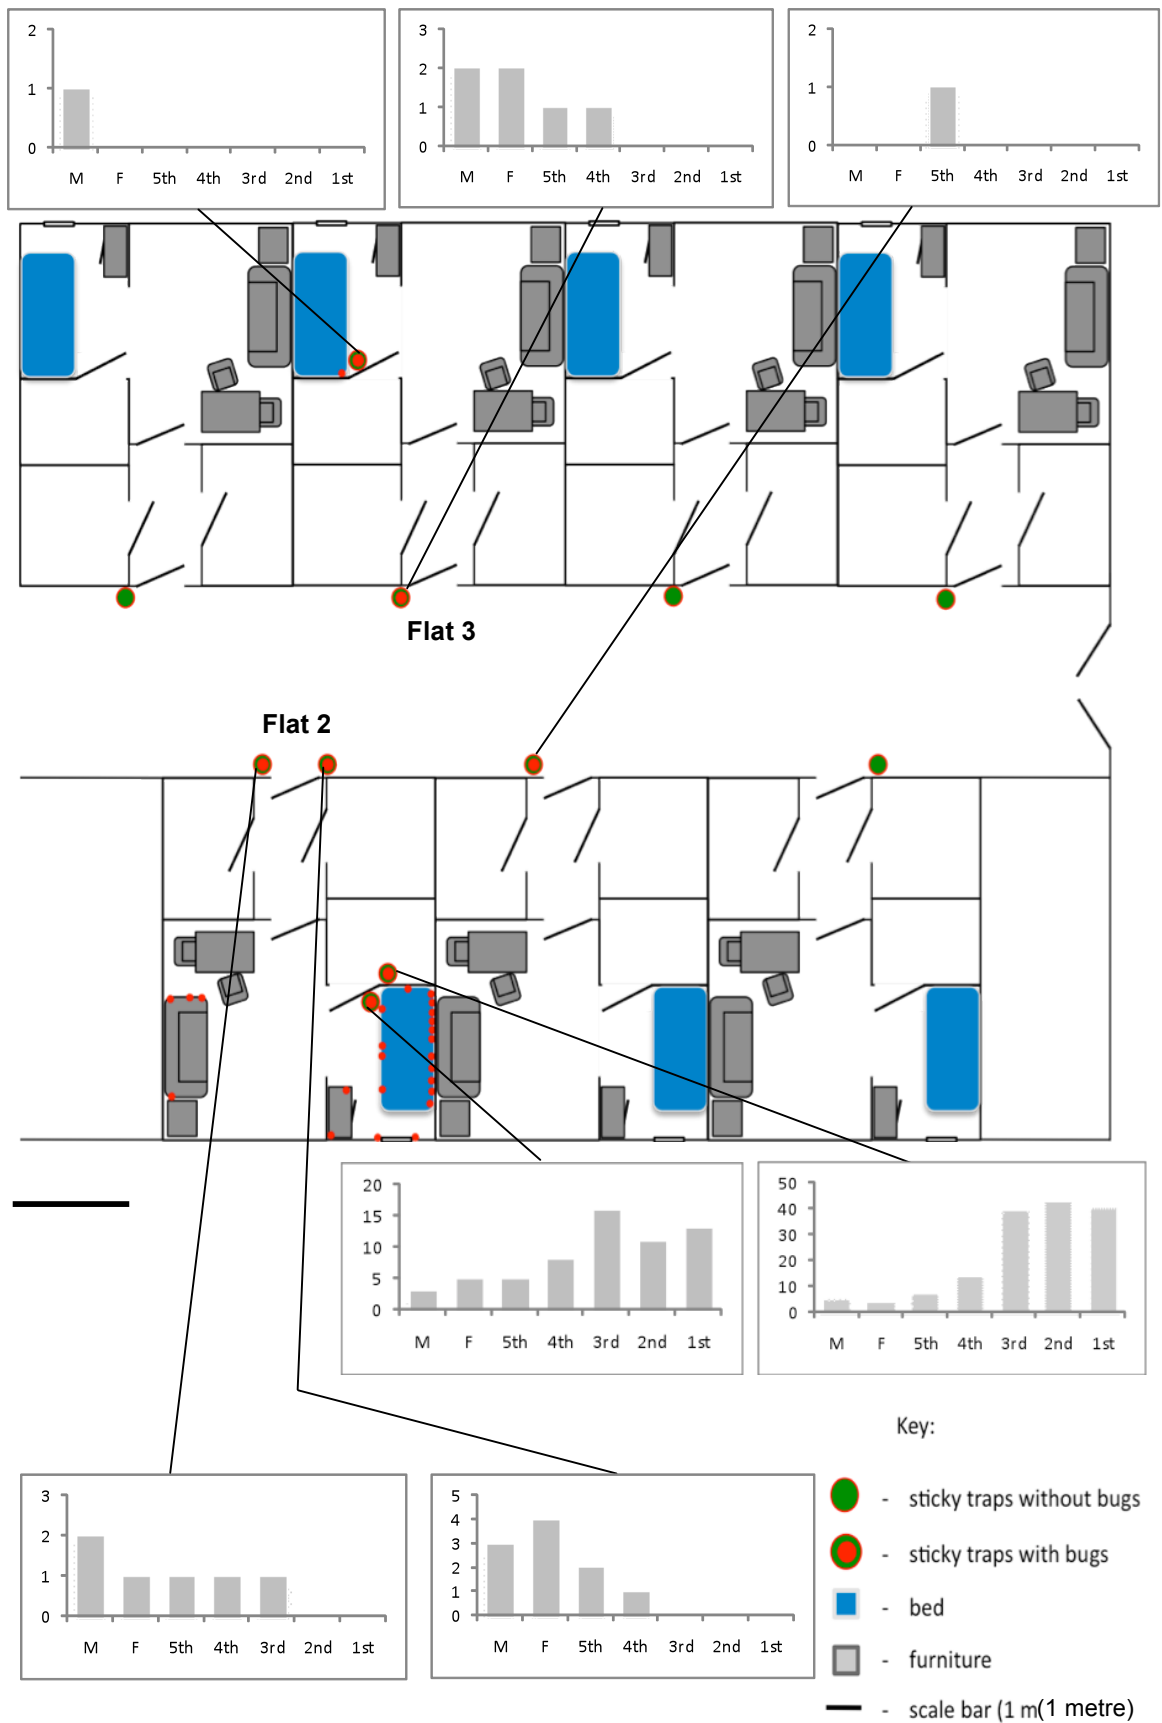 2
1
0
M F 5th 4th 3rd 2nd 1st
3
2
1
0
M F 5th 4th 3rd 2nd 1st
2
1
0
M F 5th 4th 3rd 2nd 1st
Flat 3
Flat 2
20
15
10
5
0
M F 5th 4th 3rd 2nd 1st
50
40
30
20
10
0
M F 5th 4th 3rd 2nd 1st
3
2
1
0
M F 5th 4th 3rd 2nd 1st
5
4
3
2
1
0
M F 5th 4th 3rd 2nd 1st
Key:
- sticky traps without bugs
- sticky traps with bugs
- bed
- furniture
- scale bar (1 m(1 metre)